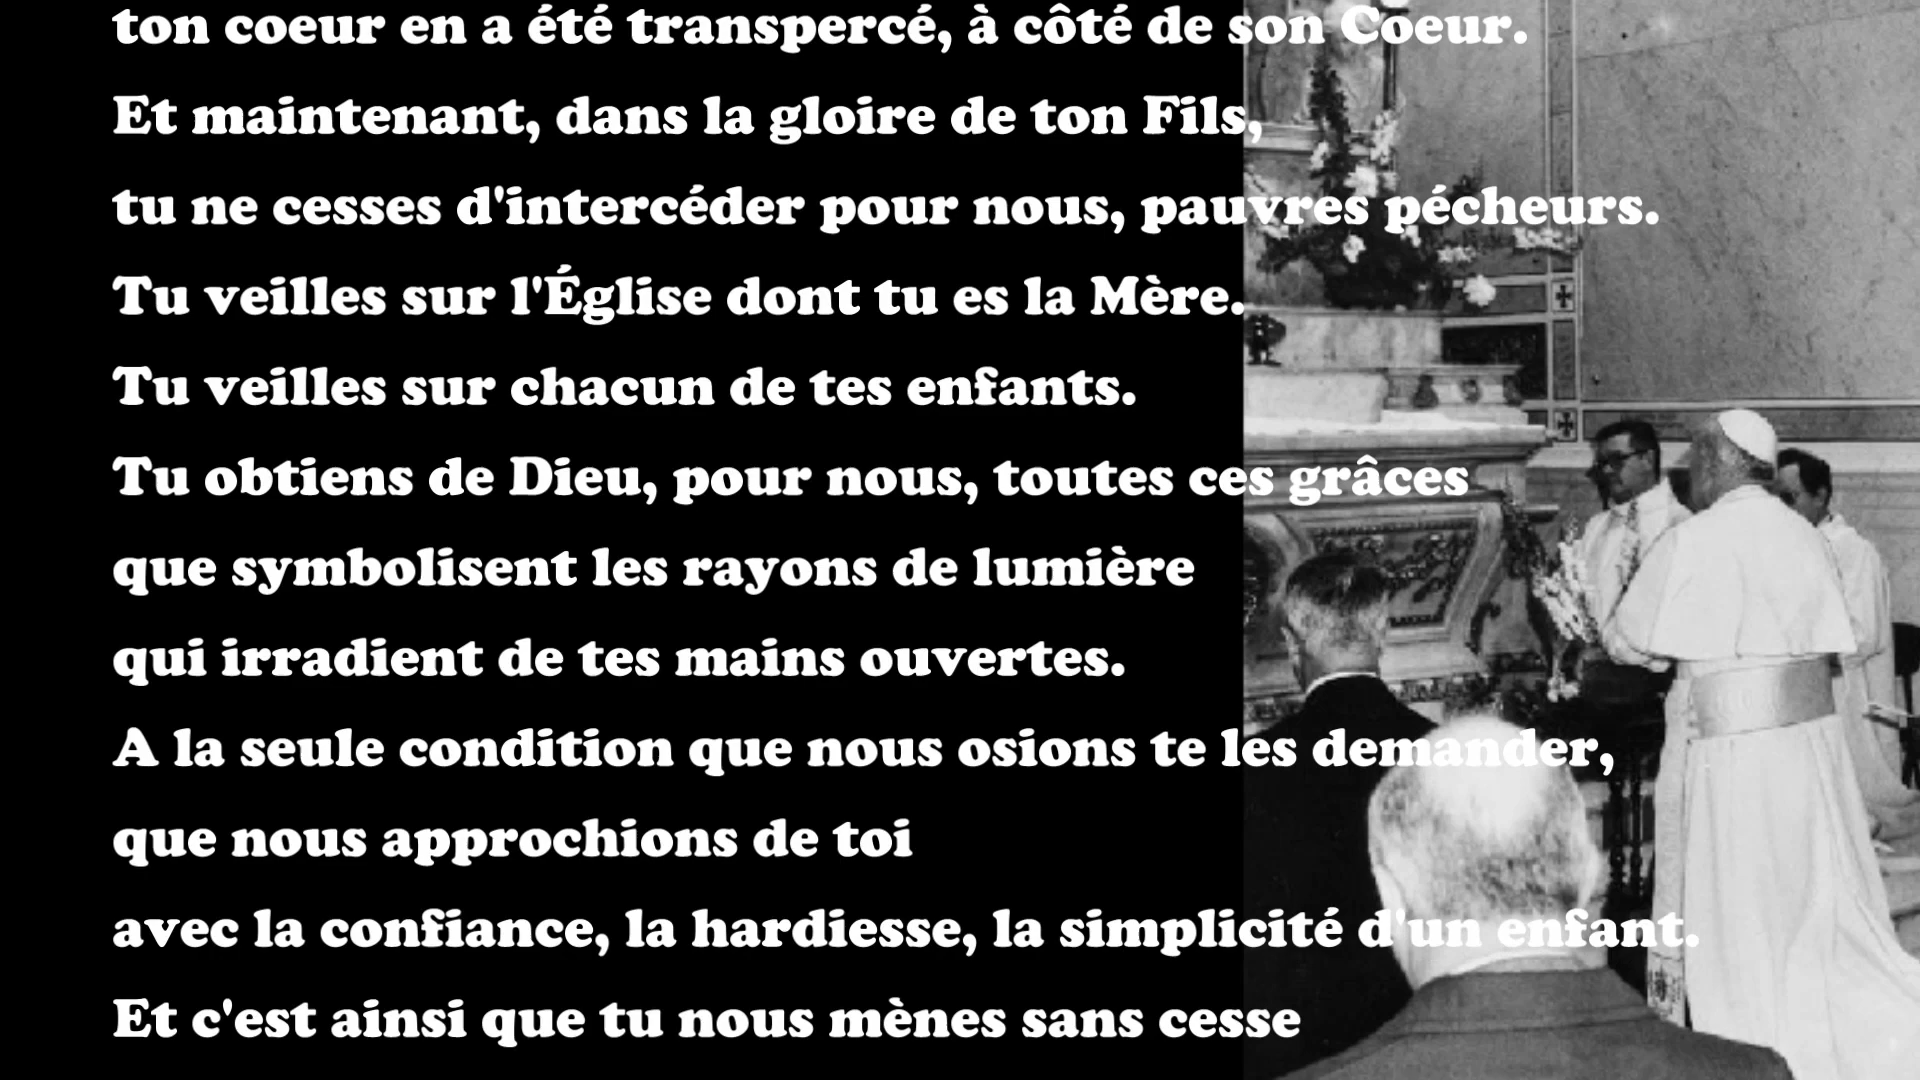 ton coeur en a été transpercé, à côté de son Coeur.
Et maintenant, dans la gloire de ton Fils,
tu ne cesses d'intercéder pour nous, pauvres pécheurs.
Tu veilles sur l'Église dont tu es la Mère.
Tu veilles sur chacun de tes enfants.
Tu obtiens de Dieu, pour nous, toutes ces grâces
que symbolisent les rayons de lumière
qui irradient de tes mains ouvertes.
A la seule condition que nous osions te les demander,
que nous approchions de toi
avec la confiance, la hardiesse, la simplicité d'un enfant.
Et c'est ainsi que tu nous mènes sans cesse